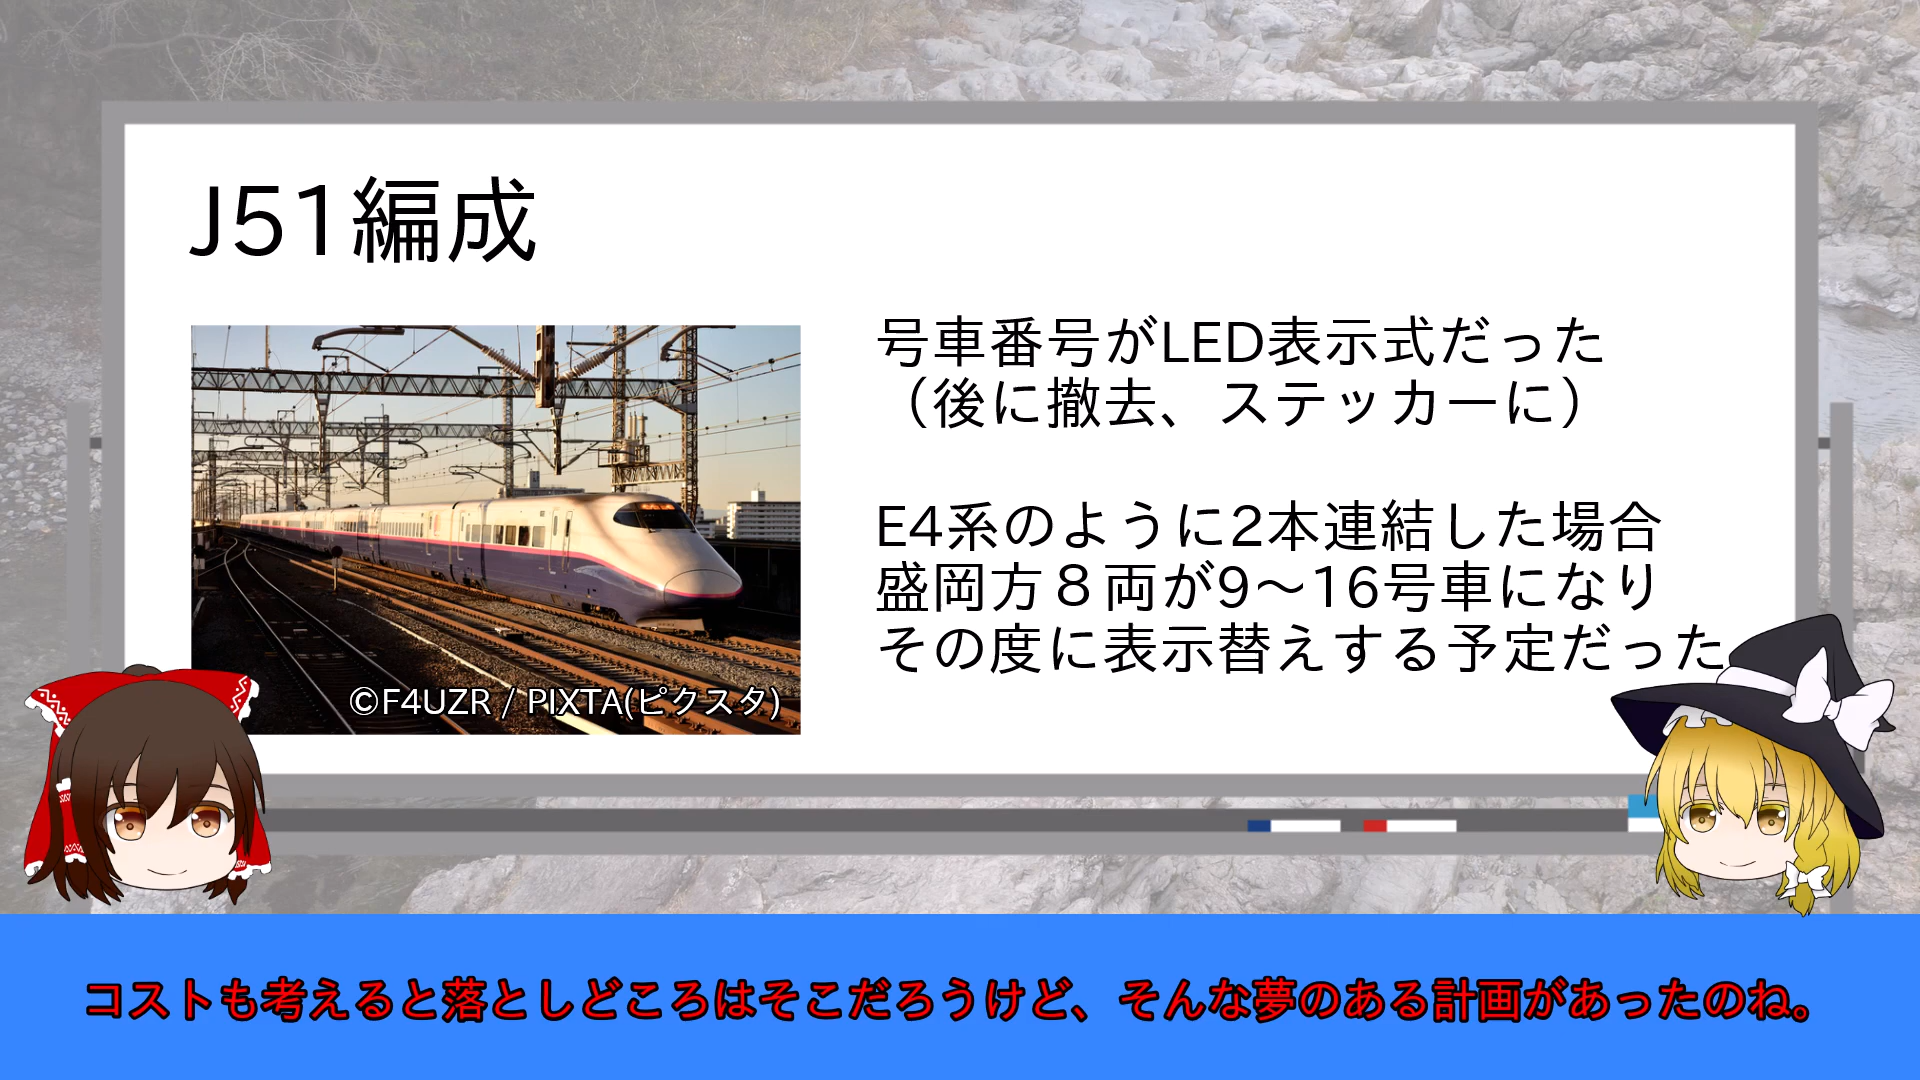 J51編成
号車番号がLED表示式だった
（後に撤去、ステッカーに）
E4系のように2本連結した場合
盛岡方８両が9～16号車になり
その度に表示替えする予定だった
©F4UZR / PIXTA(ピクスタ)
コストも考えると落としどころはそこだろうけど、そんな夢のある計画があったのね。